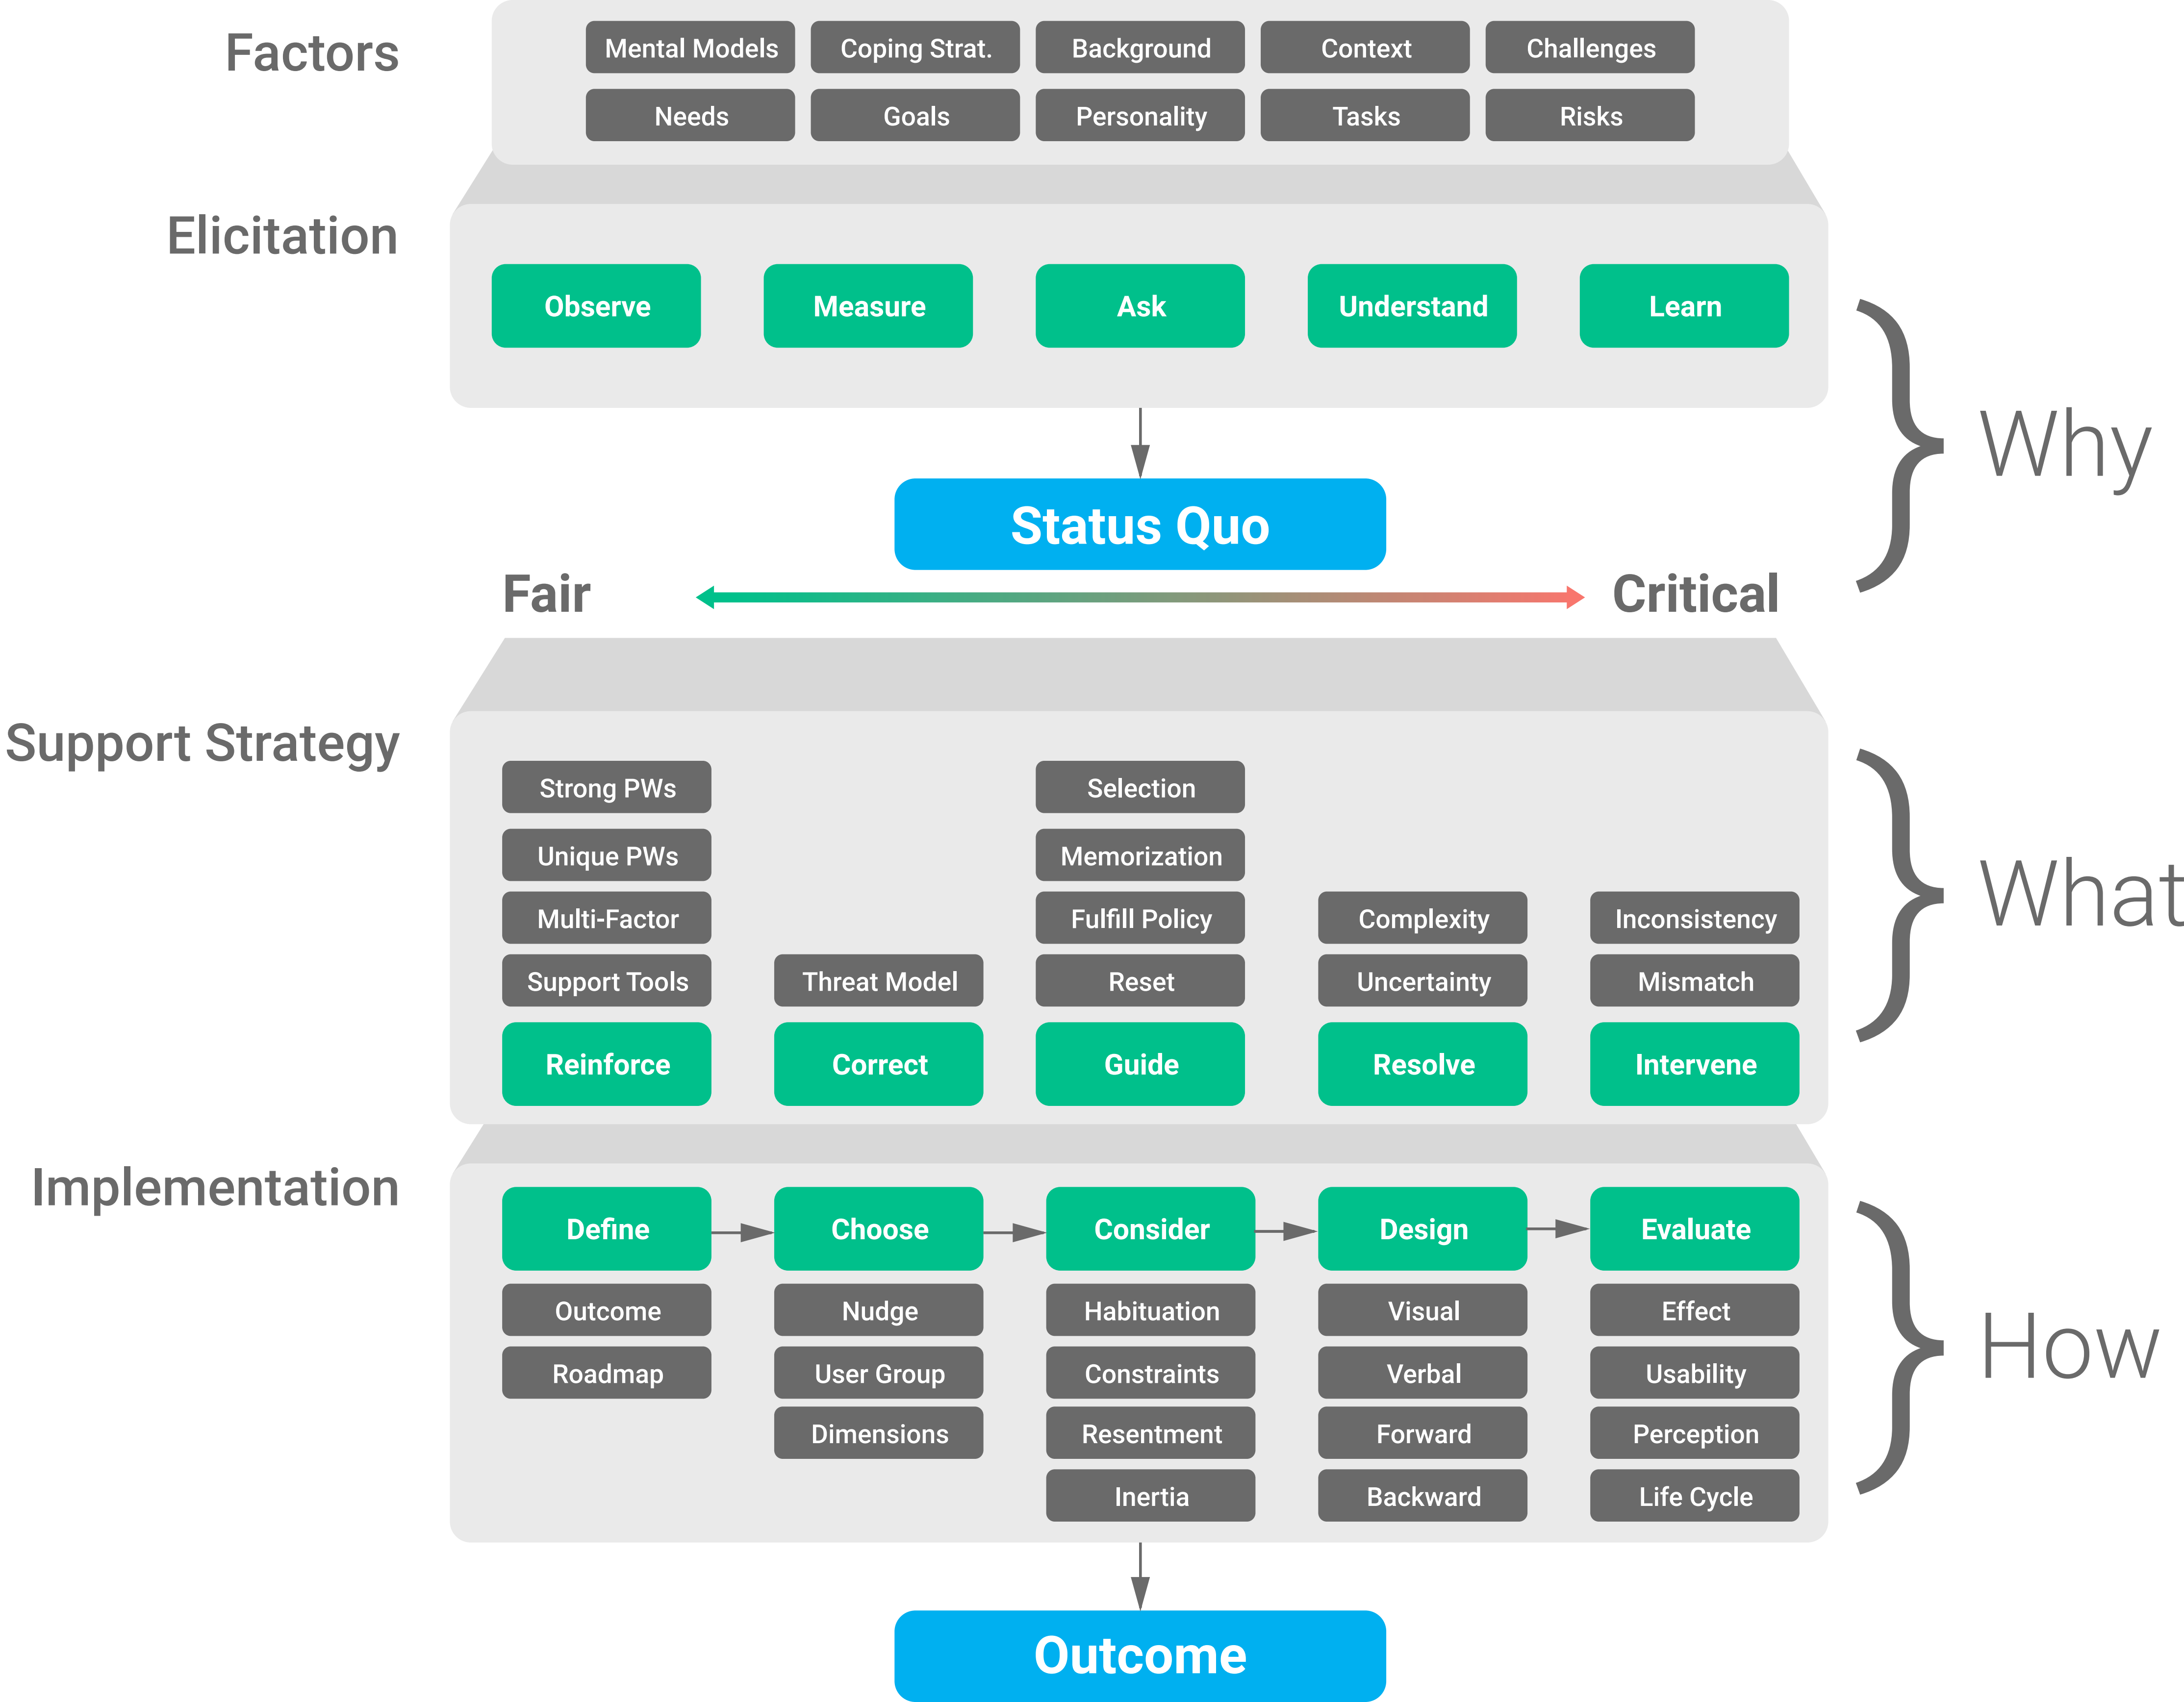 Factors
Mental Models
Coping Strat.
Background
Context
Challenges
Needs
Goals
Personality
Tasks
Risks
Elicitation
Observe
Measure
Ask
Understand
Learn
Why
Status Quo
Fair
Critical
Support Strategy
What
Strong PWs
Unique PWs
Multi-Factor
Support Tools
Reinforce
Threat Model
Correct
Selection
Memorization
Fulfill Policy
Reset
Guide
Complexity
Uncertainty
Resolve
Inconsistency
Mismatch
Intervene
Implementation
How
Define
Outcome
Roadmap
Choose
Nudge
User Group
Dimensions
Consider
Habituation
Constraints
Resentment
Inertia
Design
Visual
Verbal
Forward
Backward
Evaluate
Effect
Usability
Perception
Life Cycle
Outcome